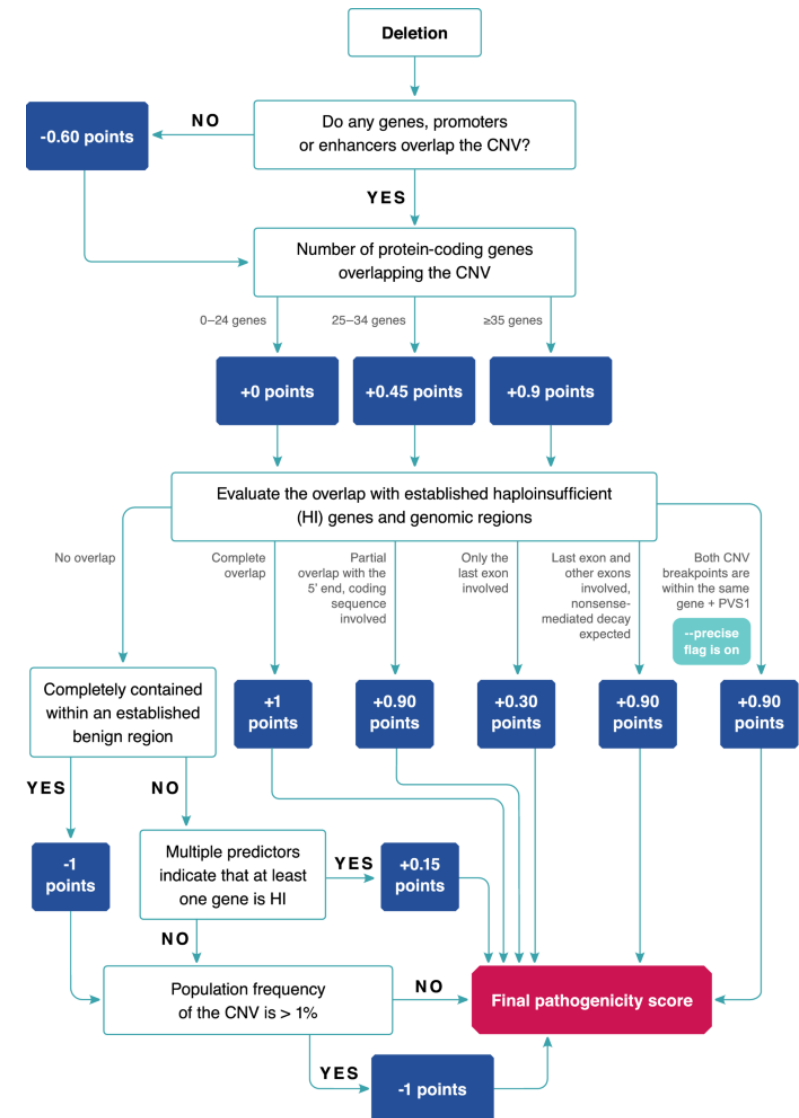 Deletion
NO
-0.60 points
Do any genes, promoters
or enhancers overlap the CNV?
YES
Number of protein-coding genes
overlapping the CNV
0–24 genes
25–34 genes
≥35 genes
+0 points
+0.45 points
+0.9 points
Evaluate the overlap with established haploinsufficient
(HI) genes and genomic regions
No overlap
Complete
overlap
Partial
overlap with the
5' end, coding
sequence
involved
Only the
last exon
involved
Last exon and
other exons
involved,
nonsense-
mediated decay
expected
Both CNV
breakpoints are
within the same
gene + PVS1
--precise
flag is on
Completely contained
within an established
benign region
+1
points
+0.90
points
+0.30
points
+0.90
points
+0.90
points
YES
NO
-1
points
Multiple predictors
indicate that at least
one gene is HI
YES
+0.15
points
NO
Population frequency
of the CNV is > 1%
NO
Final pathogenicity score
YES
-1 points